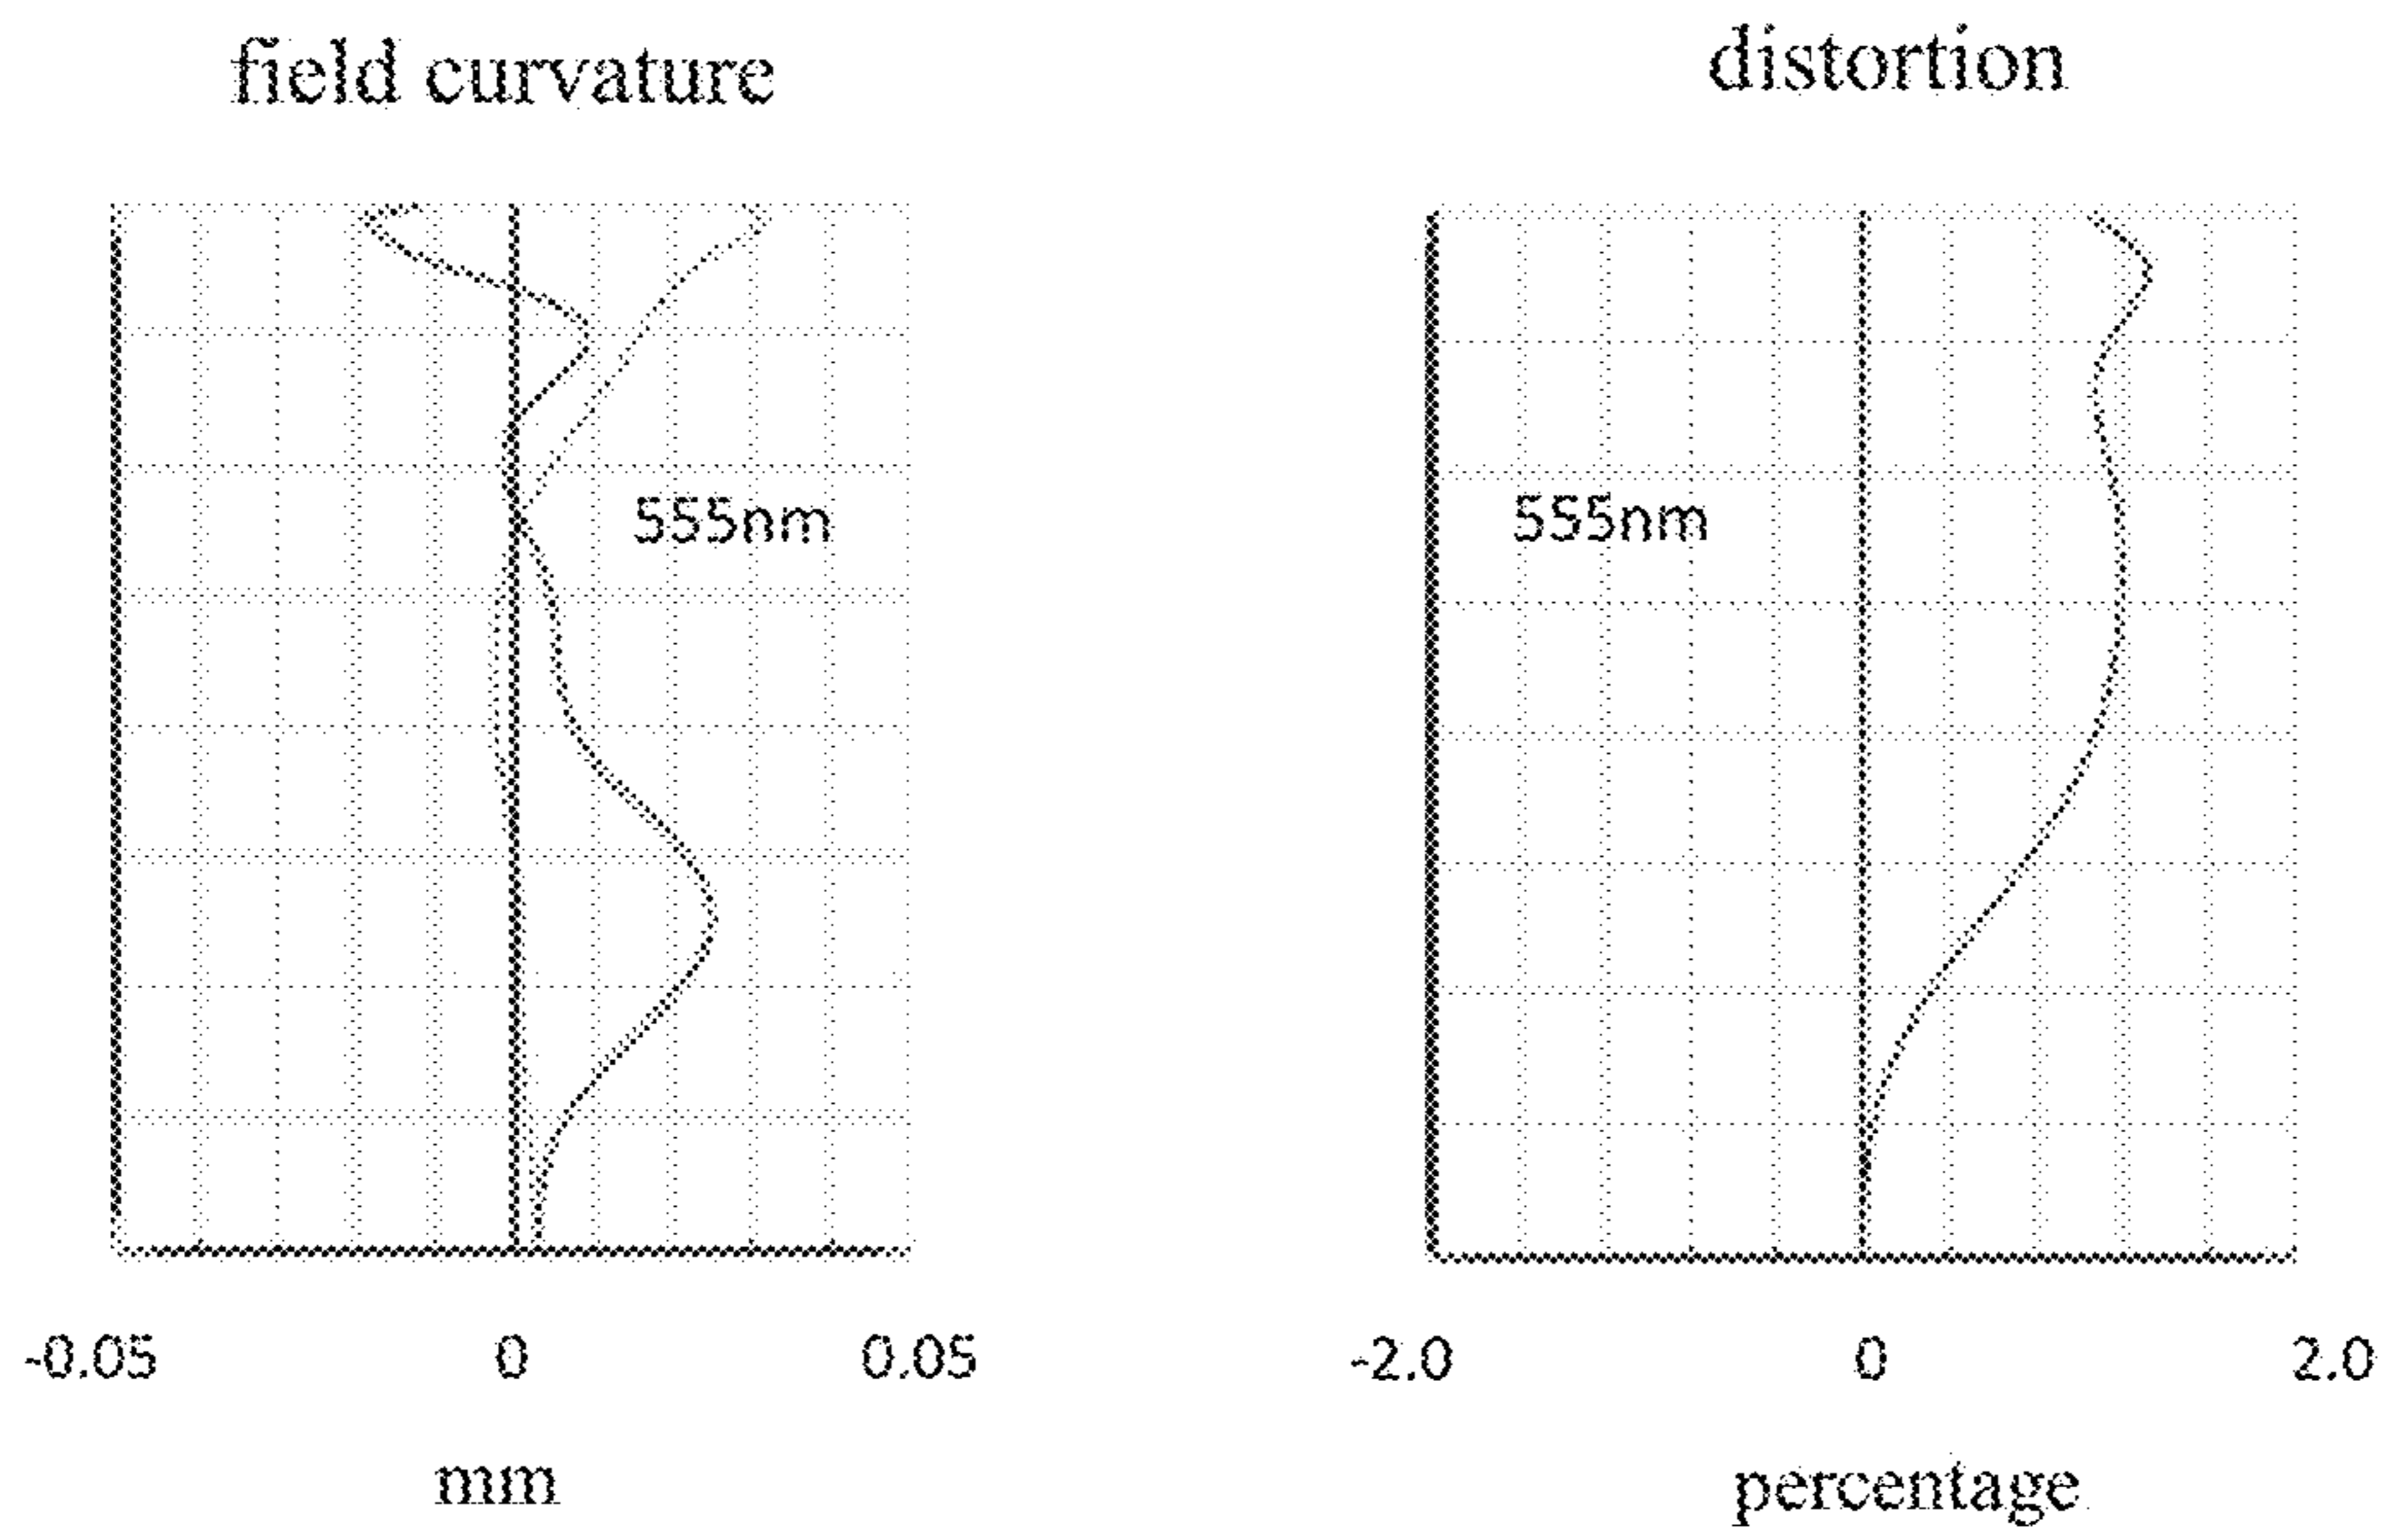 field curvature
555nm
-0.05 0 0.05
mm
distortion
555nm
-2.0 0 2.0
percentage